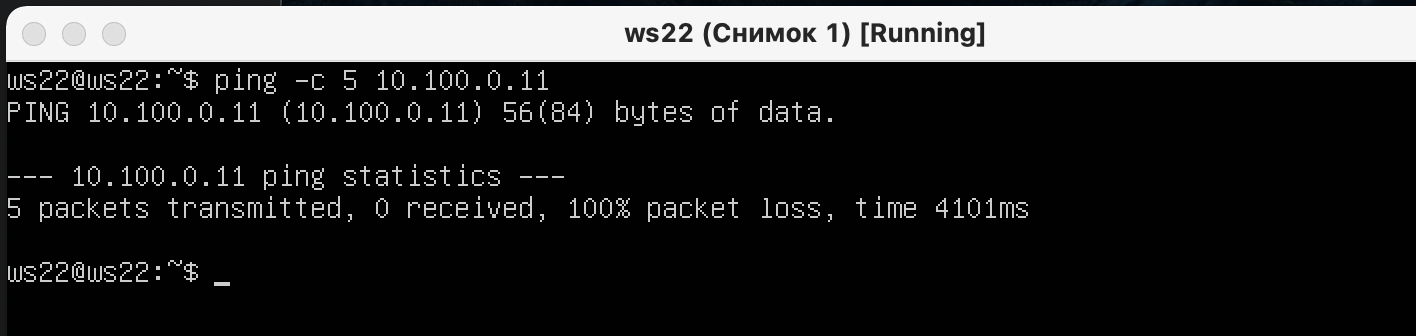 ws22 (Снимок 1) [Running]
ws22@ws22:~$ ping -c 5 10.100.0.11
PING 10.100.0.11 (10.100.0.11) 56(84) bytes of data.
--- 10.100.0.11 ping statistics ---
5 packets transmitted, 0 received, 100% packet loss, time 4101ms
ws22@ws22:~$ _